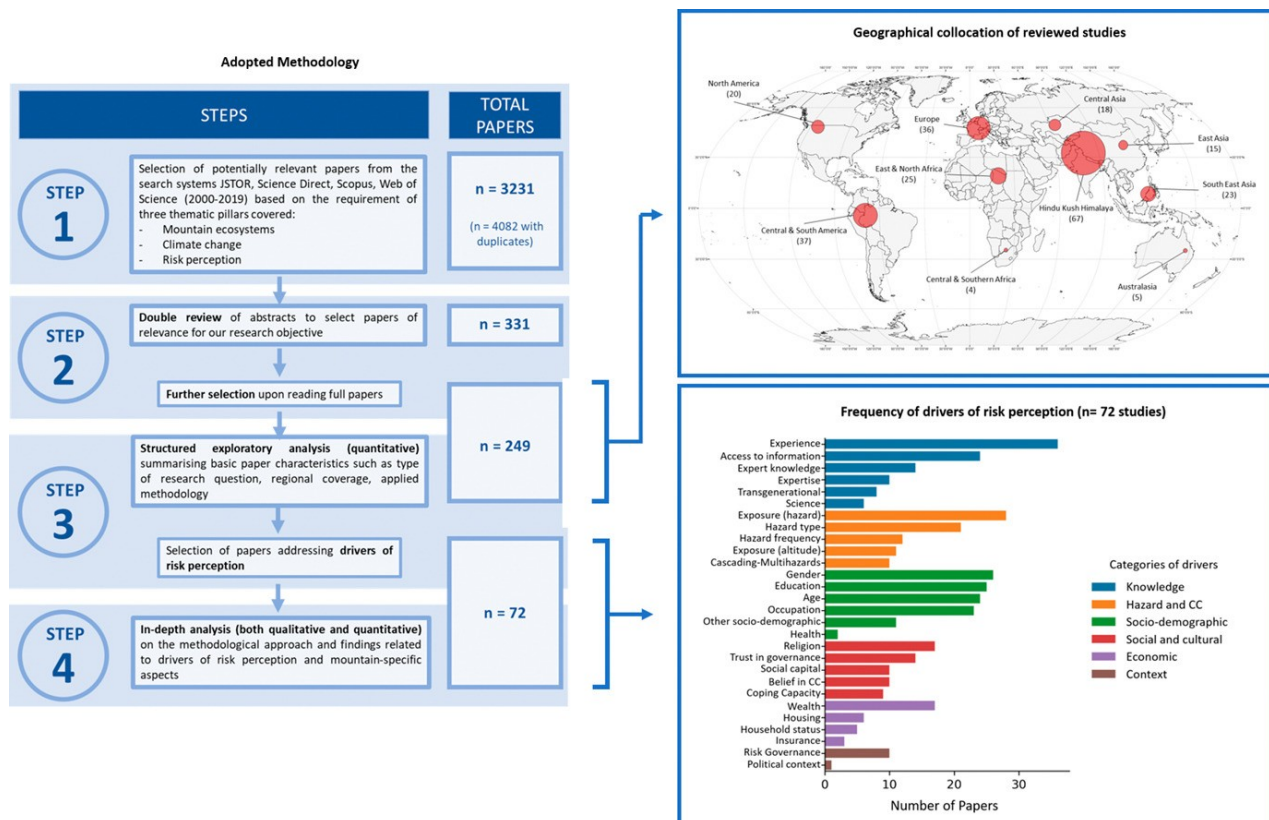 Adopted Methodology
STEPS
TOTAL
PAPERS
STEP
1
Selection of potentially relevant papers from the
search systems JSTOR, Science Direct, Scopus, Web of
Science (2000-2019) based on the requirement of
three thematic pillars covered:
- Mountain ecosystems
- Climate change
- Risk perception
n = 3231
(n = 4082 with
duplicates)
STEP
2
Double review of abstracts to select papers of
relevance for our research objective
n = 331
Further selection upon reading full papers
n = 249
STEP
3
Structured exploratory analysis (quantitative)
summarising basic paper characteristics such as type
of research question, regional coverage, applied
methodology
Selection of papers addressing drivers of
risk perception
n = 72
STEP
4
In-depth analysis (both qualitative and quantitative)
on the methodological approach and findings related
to drivers of risk perception and mountain-specific
aspects
Geographical collocation of reviewed studies
North America
(20)
Europe
(36)
Central Asia
(18)
East Asia
(15)
East & North Africa
(25)
South East Asia
(23)
Hindu Kush Himalaya
(67)
Central & South America
(37)
Central & Southern Africa
(4)
Australasia
(5)
Frequency of drivers of risk perception (n= 72 studies)
Experience
Access to information
Expert knowledge
Expertise
Transgenerational
Science
Exposure (hazard)
Hazard type
Hazard frequency
Exposure (altitude)
Cascading-Multihazards
Gender
Education
Age
Occupation
Other socio-demographic
Health
Religion
Trust in governance
Social capital
Belief in CC
Coping Capacity
Wealth
Housing
Household status
Insurance
Risk Governance
Political context
0 10 20 30
Number of Papers
Categories of drivers
Knowledge
Hazard and CC
Socio-demographic
Social and cultural
Economic
Context